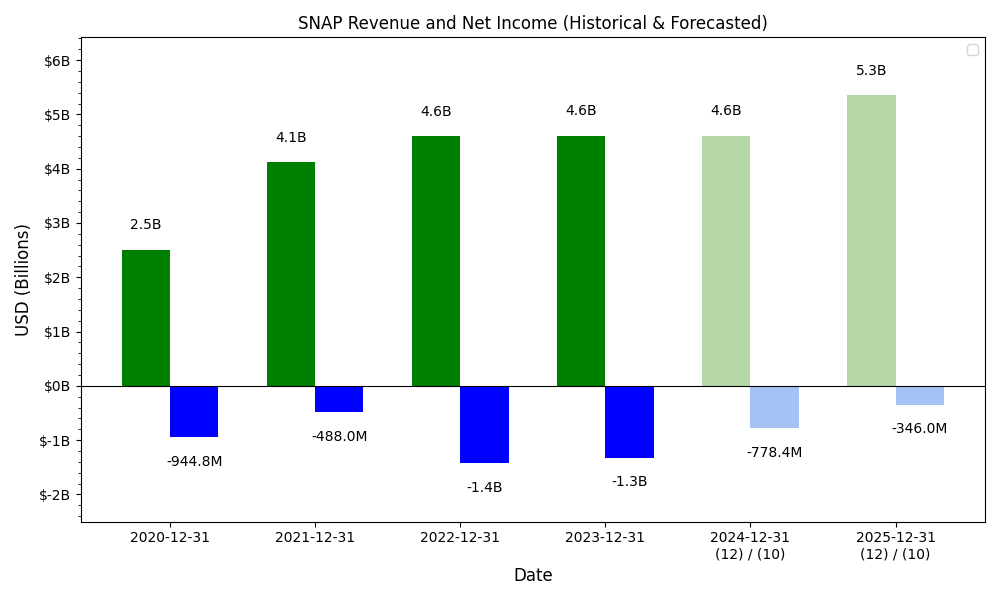 SNAP Revenue and Net Income (Historical & Forecasted)
USD (Billions)
$6B
$5B
$4B
$3B
$2B
$1B
$0B
$-1B
$-2B
2.5B
4.1B
4.6B
4.6B
4.6B
5.3B
-944.8M
-488.0M
-1.4B
-1.3B
-778.4M
-346.0M
2020-12-31
2021-12-31
2022-12-31
2023-12-31
2024-12-31
(12) / (10)
2025-12-31
(12) / (10)
Date